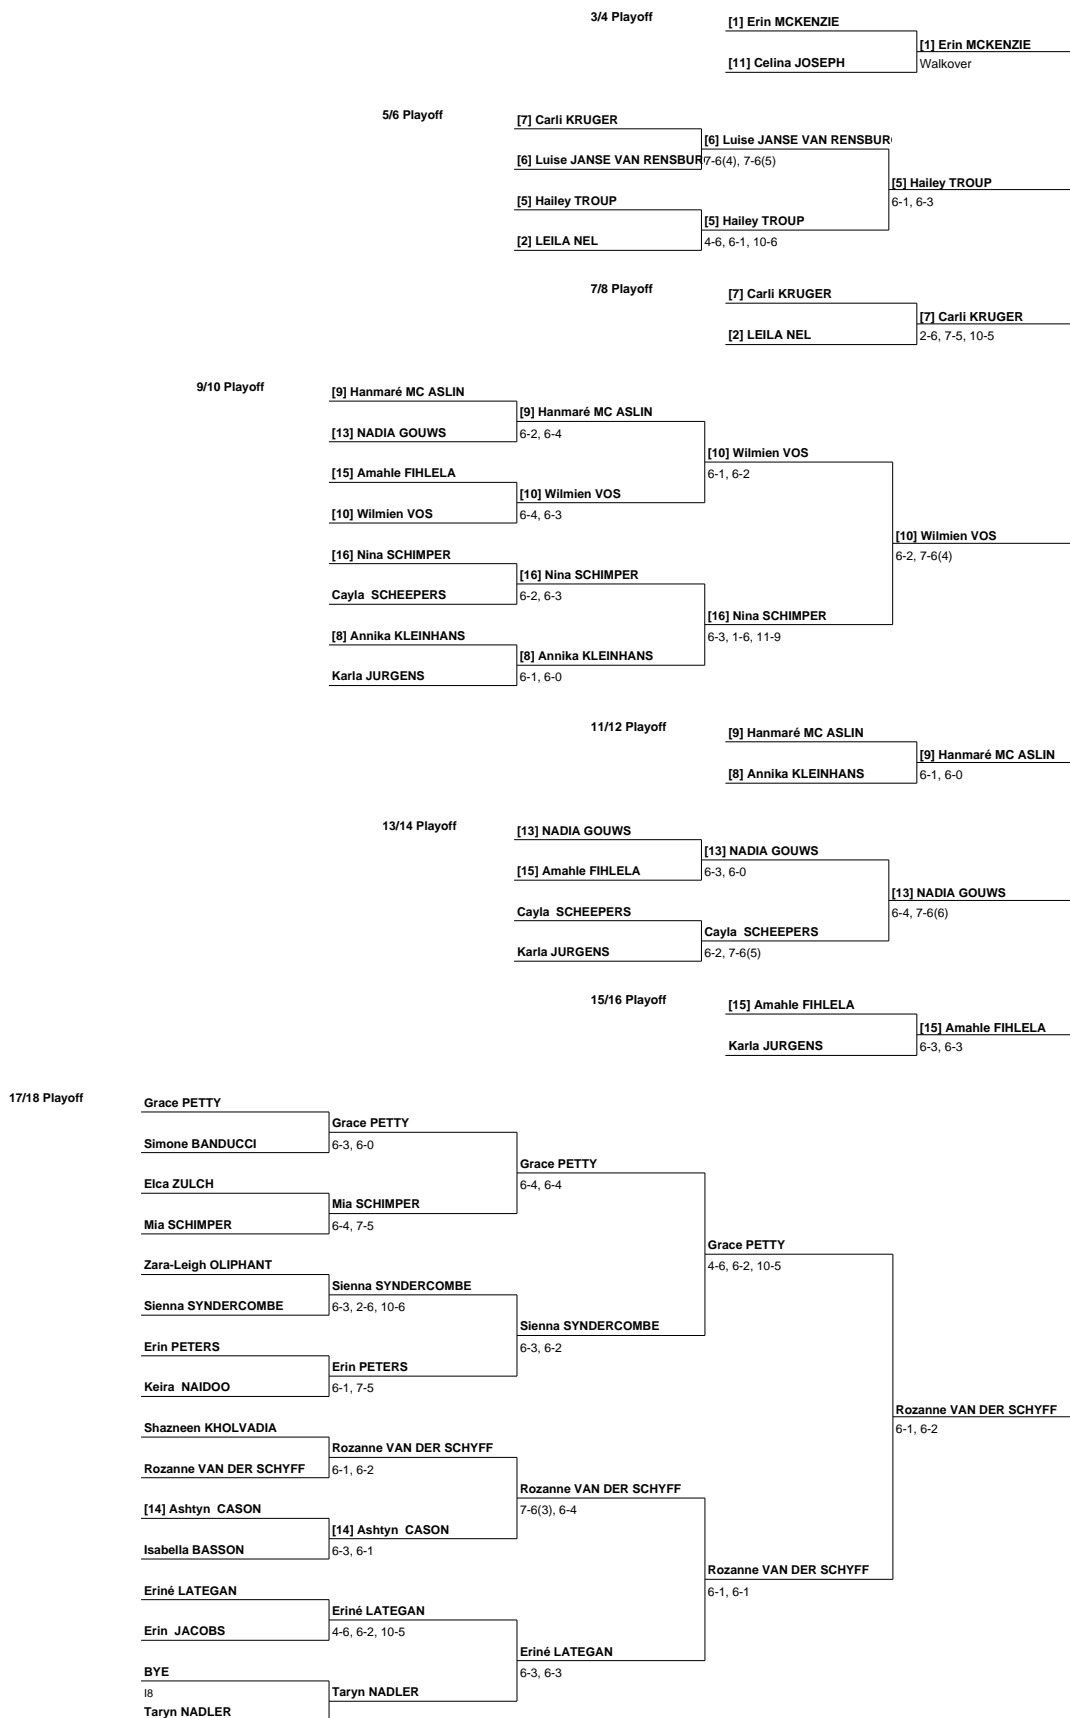 3/4 Playoff
[1] Erin MCKENZIE
[1] Erin MCKENZIE
[11] Celina JOSEPH
Walkover
5/6 Playoff
[7] Carli KRUGER
[6] Luise JANSE VAN RENSBUR
[6] Luise JANSE VAN RENSBUR
7-6(4), 7-6(5)
[5] Hailey TROUP
6-1, 6-3
[5] Hailey TROUP
[5] Hailey TROUP
[2] LEILA NEL
4-6, 6-1, 10-6
7/8 Playoff
[7] Carli KRUGER
[7] Carli KRUGER
[2] LEILA NEL
2-6, 7-5, 10-5
9/10 Playoff
[9] Hanmaré MC ASLIN
[9] Hanmaré MC ASLIN
[13] NADIA GOUWS
6-2, 6-4
[10] Wilmien VOS
[15] Amahle FIHLELA
6-1, 6-2
[10] Wilmien VOS
[10] Wilmien VOS
6-4, 6-3
[10] Wilmien VOS
[16] Nina SCHIMPER
6-2, 7-6(4)
[16] Nina SCHIMPER
Cayla SCHEEPERS
6-2, 6-3
[16] Nina SCHIMPER
[8] Annika KLEINHANS
6-3, 1-6, 11-9
[8] Annika KLEINHANS
Karla JURGENS
6-1, 6-0
11/12 Playoff
[9] Hanmaré MC ASLIN
[9] Hanmaré MC ASLIN
[8] Annika KLEINHANS
6-1, 6-0
13/14 Playoff
[13] NADIA GOUWS
[13] NADIA GOUWS
[15] Amahle FIHLELA
6-3, 6-0
[13] NADIA GOUWS
Cayla SCHEEPERS
6-4, 7-6(6)
Cayla SCHEEPERS
Karla JURGENS
6-2, 7-6(5)
15/16 Playoff
[15] Amahle FIHLELA
[15] Amahle FIHLELA
Karla JURGENS
6-3, 6-3
17/18 Playoff
Grace PETTY
Grace PETTY
Simone BANDUCCI
6-3, 6-0
Grace PETTY
Elca ZULCH
6-4, 6-4
Mia SCHIMPER
Mia SCHIMPER
6-4, 7-5
Grace PETTY
Zara-Leigh OLIPHANT
4-6, 6-2, 10-5
Sienna SYNDERCOMBE
Sienna SYNDERCOMBE
6-3, 2-6, 10-6
Sienna SYNDERCOMBE
Erin PETERS
6-3, 6-2
Erin PETERS
Keira NAIDOO
6-1, 7-5
Rozanne VAN DER SCHYFF
Shazneen KHOLVADIA
6-1, 6-2
Rozanne VAN DER SCHYFF
Rozanne VAN DER SCHYFF
6-1, 6-2
Rozanne VAN DER SCHYFF
[14] Ashtyn CASON
7-6(3), 6-4
[14] Ashtyn CASON
Isabella BASSON
6-3, 6-1
Rozanne VAN DER SCHYFF
Eriné LATEGAN
6-1, 6-1
Eriné LATEGAN
Erin JACOBS
4-6, 6-2, 10-5
Eriné LATEGAN
BYE
6-3, 6-3
I8
Taryn NADLER
Taryn NADLER